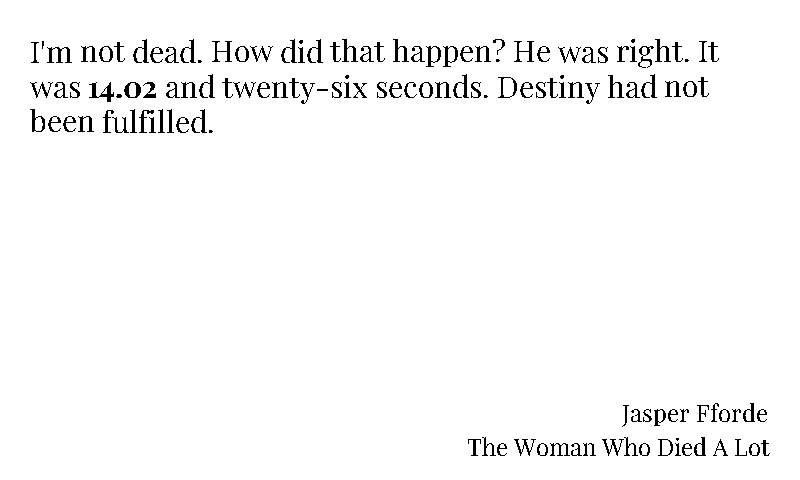 I'm not dead. How did that happen? He was right. It
was 14.02 and twenty-six seconds. Destiny had not
been fulfilled.
Jasper Fforde
The Woman Who Died A Lot